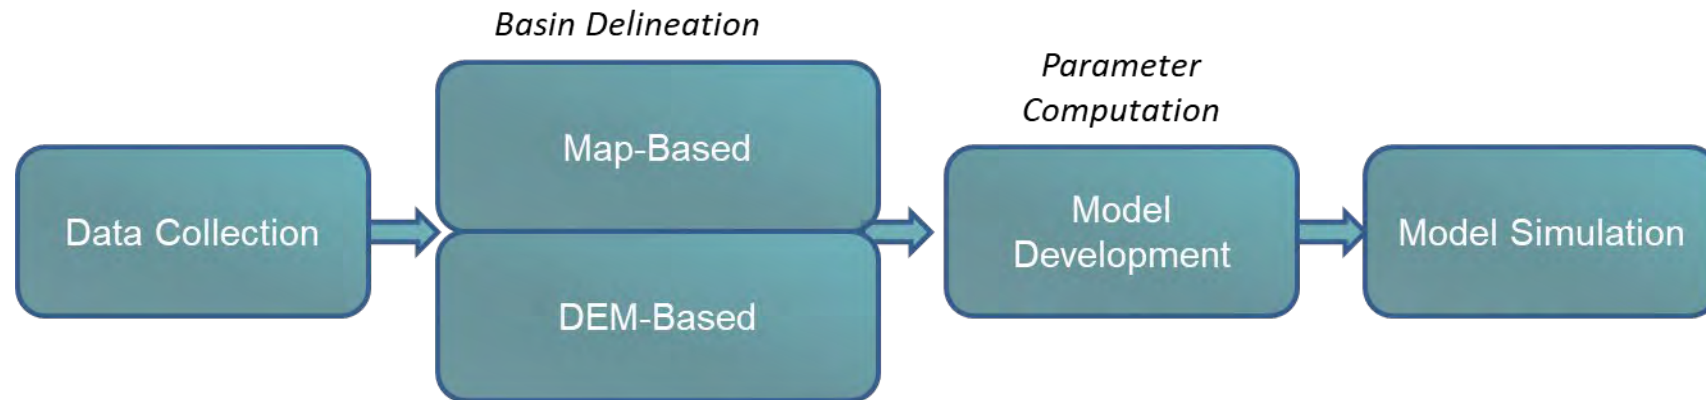 Basin Delineation
Parameter
Computation
Data Collection
Map-Based
DEM-Based
Model
Development
Model Simulation